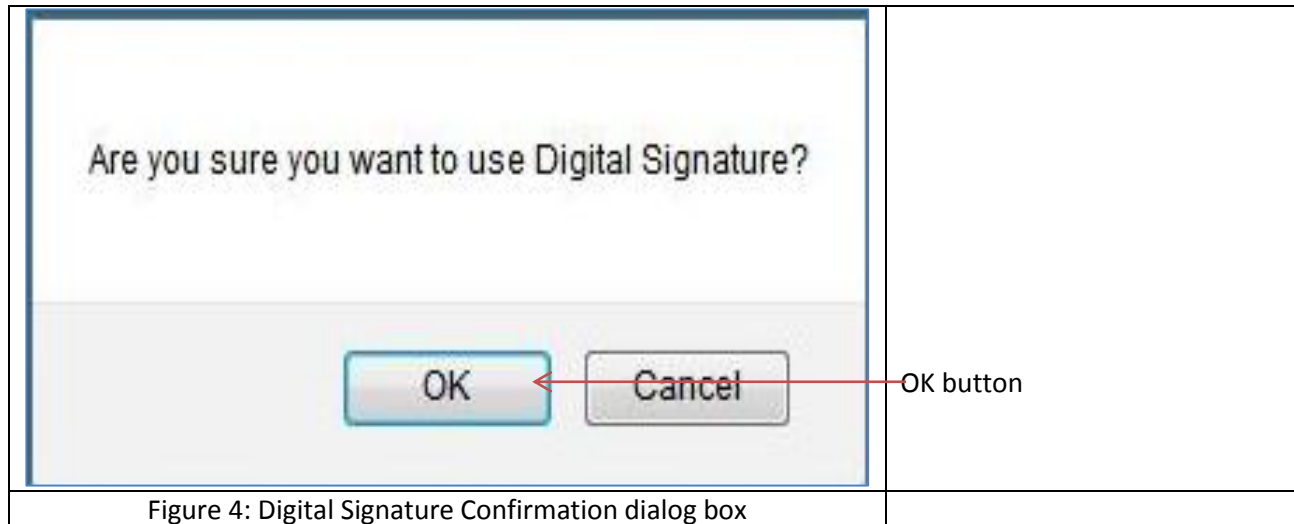 Are you sure you want to use Digital Signature?
OK
Cancel
OK button
Figure 4: Digital Signature Confirmation dialog box